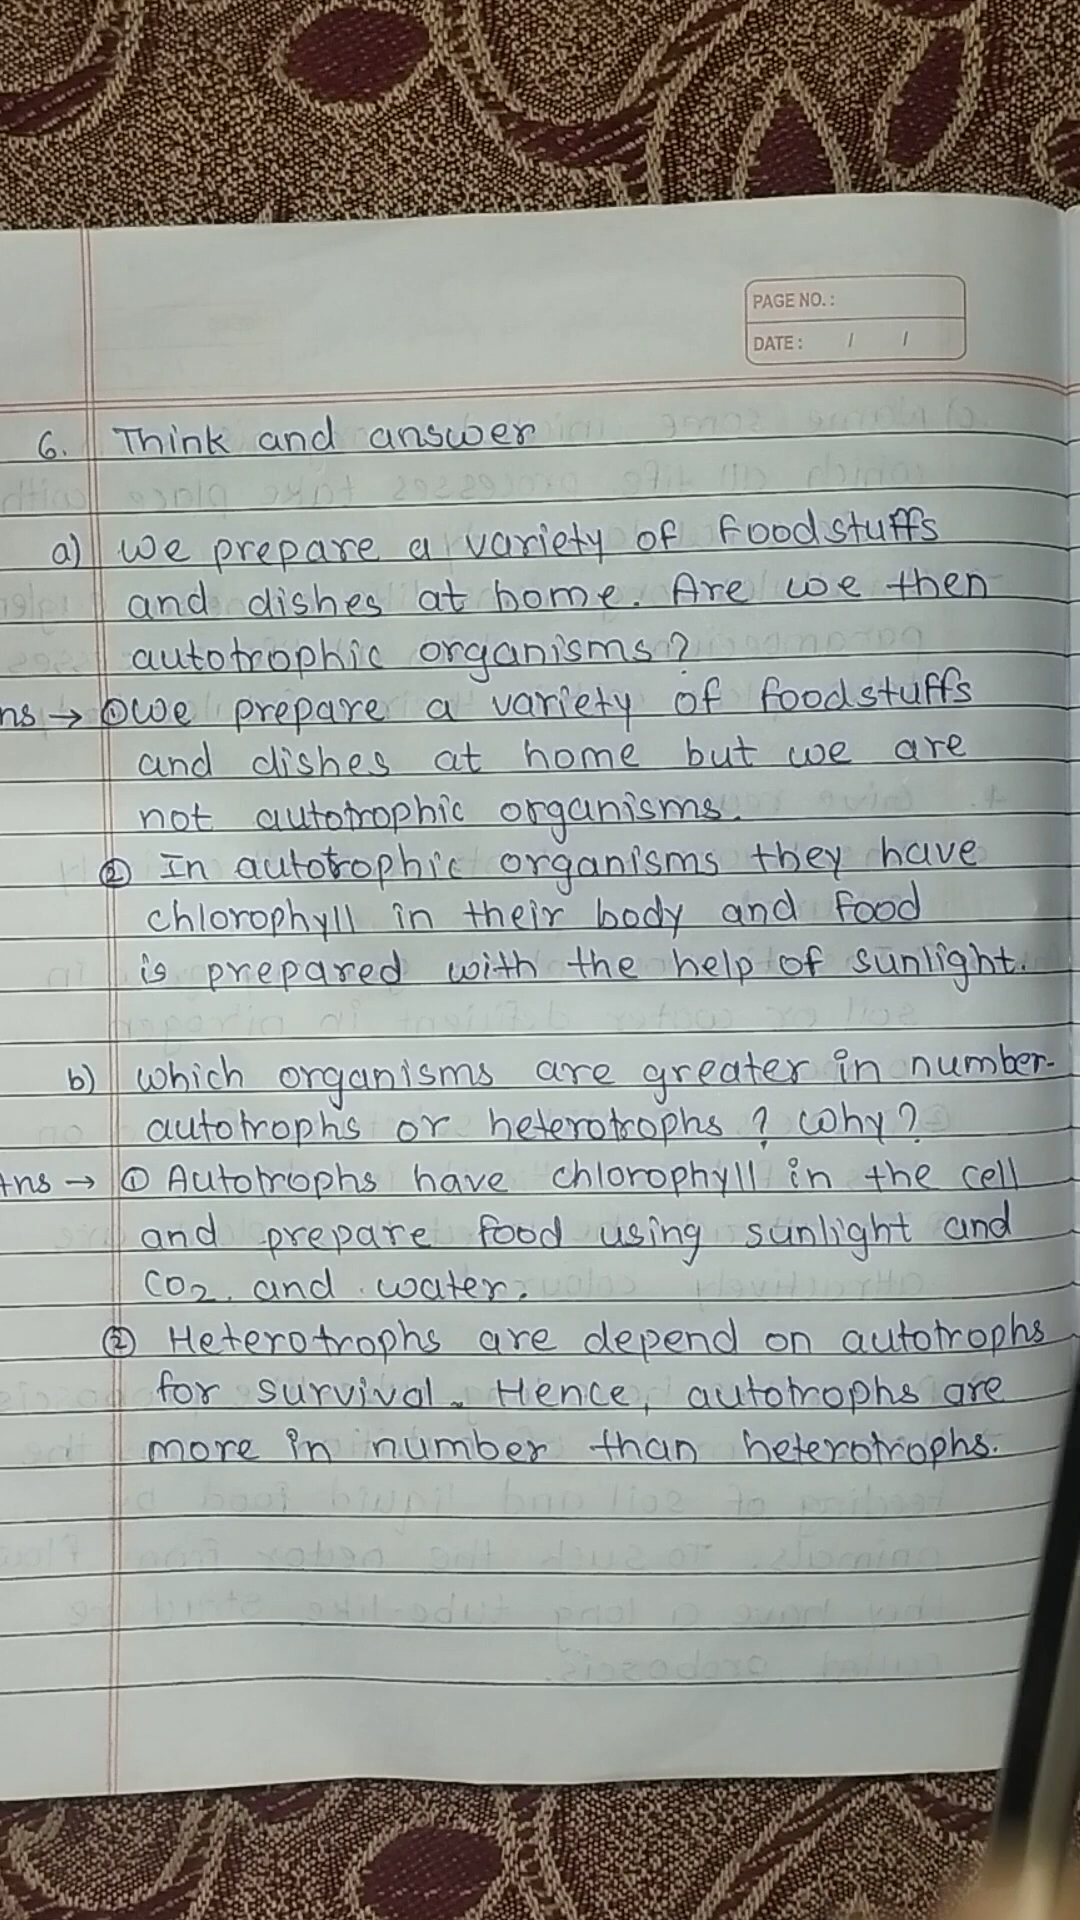 PAGE NO.:
DATE: / /
6. Think and answer
a) We prepare a variety of foodstuffs
and dishes at home. Are we then
autotrophic organisms?
ns → ① We prepare a variety of foodstuffs
and dishes at home but we are
not autotrophic organisms.
② In autotrophic organisms they have
chlorophyll in their body and food
is prepared with the help of sunlight.
b) which organisms are greater in number-
autotrophs or heterotrophs? Why?
Ans → ① Autotrophs have chlorophyll in the cell
and prepare food using sunlight and
CO2 and water.
② Heterotrophs are depend on autotrophs
for survival. Hence, autotrophs are
more in number than heterotrophs.